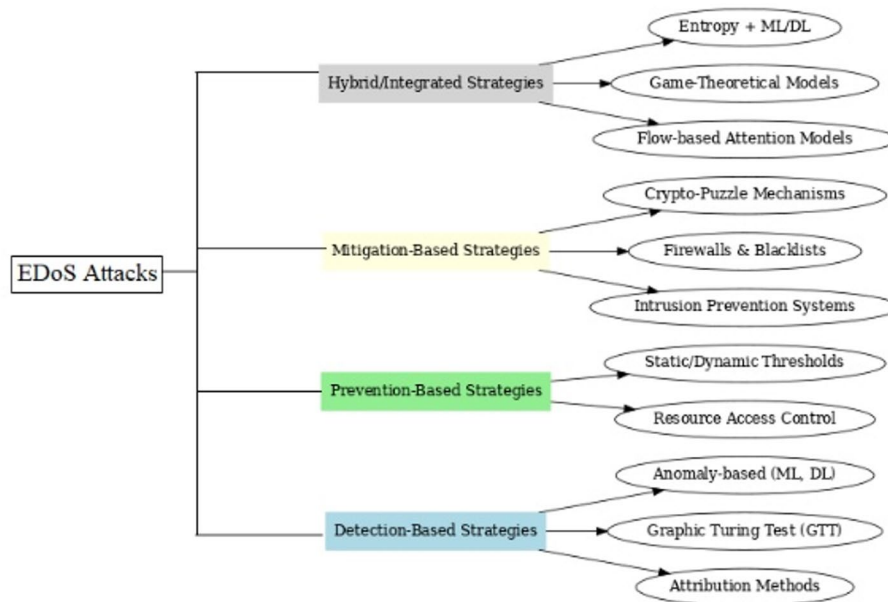 EDoS Attacks
Hybrid/Integrated Strategies
Entropy + ML/DL
Game-Theoretical Models
Flow-based Attention Models
Mitigation-Based Strategies
Crypto-Puzzle Mechanisms
Firewalls & Blacklists
Intrusion Prevention Systems
Prevention-Based Strategies
Static/Dynamic Thresholds
Resource Access Control
Detection-Based Strategies
Anomaly-based (ML, DL)
Graphic Turing Test (GTT)
Attribution Methods